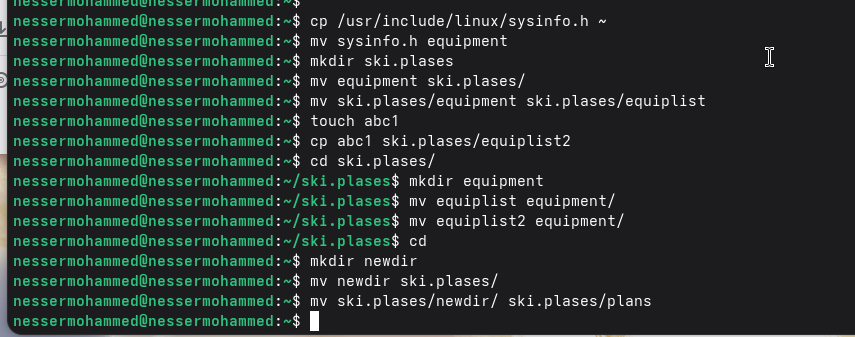 nessermohammed@nessermohammed:~$
nessermohammed@nessermohammed:~$ cp /usr/include/linux/sysinfo.h ~
nessermohammed@nessermohammed:~$ mv sysinfo.h equipment
nessermohammed@nessermohammed:~$ mkdir ski.plases
nessermohammed@nessermohammed:~$ mv equipment ski.plases/
nessermohammed@nessermohammed:~$ mv ski.plases/equipment ski.plases/equiplist
nessermohammed@nessermohammed:~$ touch abc1
nessermohammed@nessermohammed:~$ cp abc1 ski.plases/equiplist2
nessermohammed@nessermohammed:~$ cd ski.plases/
nessermohammed@nessermohammed:~/ski.plases$ mkdir equipment
nessermohammed@nessermohammed:~/ski.plases$ mv equiplist equipment/
nessermohammed@nessermohammed:~/ski.plases$ mv equiplist2 equipment/
nessermohammed@nessermohammed:~/ski.plases$ cd
nessermohammed@nessermohammed:~$ mkdir newdir
nessermohammed@nessermohammed:~$ mv newdir ski.plases/
nessermohammed@nessermohammed:~$ mv ski.plases/newdir/ ski.plases/plans
nessermohammed@nessermohammed:~$